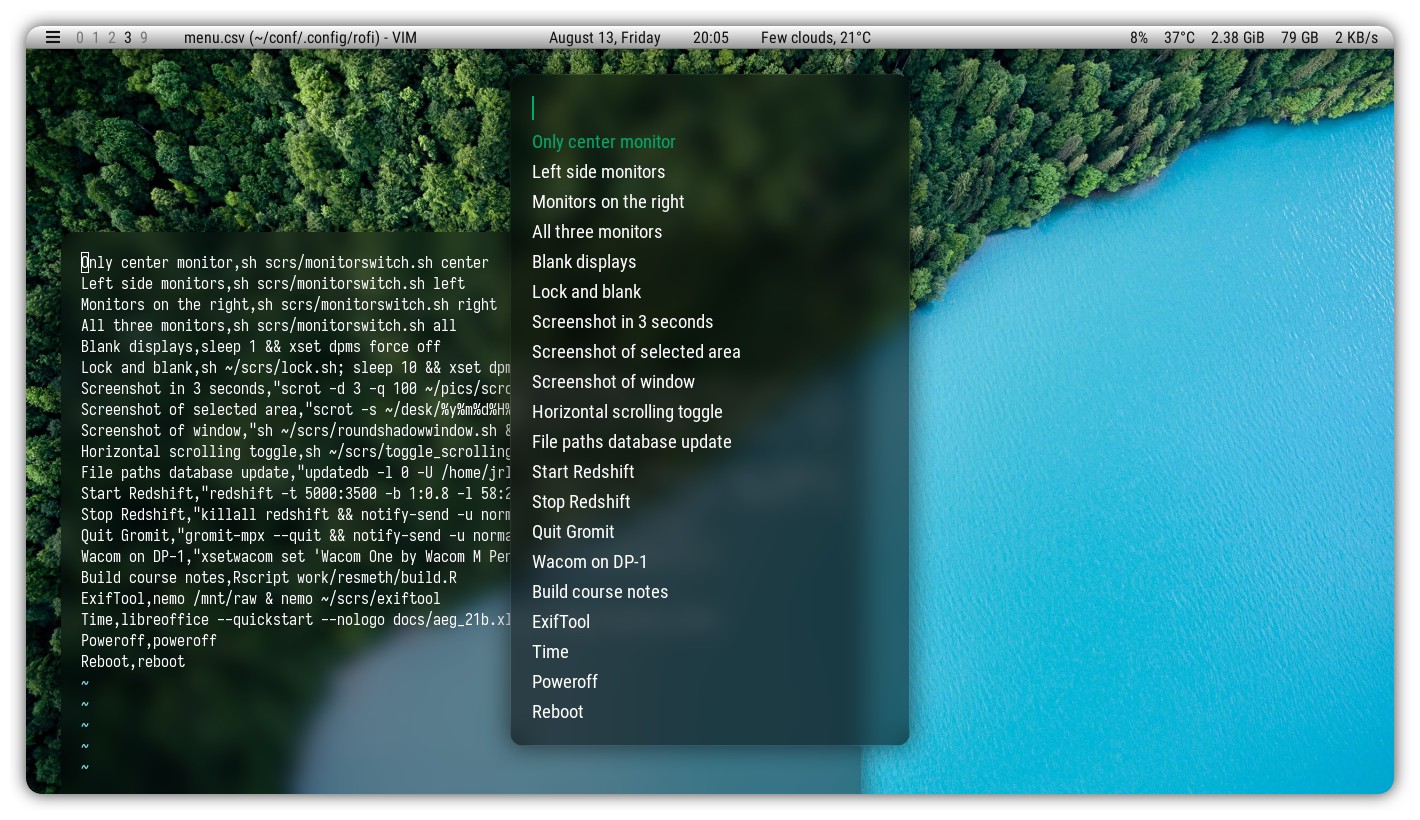 0 1 2 3 9 menu.csv (~/conf/.config/rofi) - VIM August 13, Friday 20:05 Few clouds, 21°C 8% 37°C 2.38 GiB 79 GB 2 KB/s
Only center monitor,sh scrs/monitorswitch.sh center
Left side monitors,sh scrs/monitorswitch.sh left
Monitors on the right,sh scrs/monitorswitch.sh right
All three monitors,sh scrs/monitorswitch.sh all
Blank displays,sleep 1 && xset dpms force off
Lock and blank,sh ~/scrs/lock.sh; sleep 10 && xset dpm
Screenshot in 3 seconds,"scrot -d 3 -q 100 ~/pics/scro
Screenshot of selected area,"scrot -s ~/desk/%y%m%d%H%
Screenshot of window,"sh ~/scrs/roundshadowwindow.sh &
Horizontal scrolling toggle,sh ~/scrs/toggle_scrolling
File paths database update,"updatedb -l 0 -U /home/jrl
Start Redshift,"redshift -t 5000:3500 -b 1:0.8 -l 58:2
Stop Redshift,"killall redshift && notify-send -u norm
Quit Gromit,"gromit-mpx --quit && notify-send -u norma
Wacom on DP-1,"xsetwacom set 'Wacom One by Wacom M Pen
Build course notes,Rscript work/resmeth/build.R
ExifTool,nemo /mnt/raw & nemo ~/scrs/exiftool
Time,libreoffice --quickstart --nologo docs/aeg_21b.xl
Poweroff,poweroff
Reboot,reboot
~
~
~
~
~
Only center monitor
Left side monitors
Monitors on the right
All three monitors
Blank displays
Lock and blank
Screenshot in 3 seconds
Screenshot of selected area
Screenshot of window
Horizontal scrolling toggle
File paths database update
Start Redshift
Stop Redshift
Quit Gromit
Wacom on DP-1
Build course notes
ExifTool
Time
Poweroff
Reboot